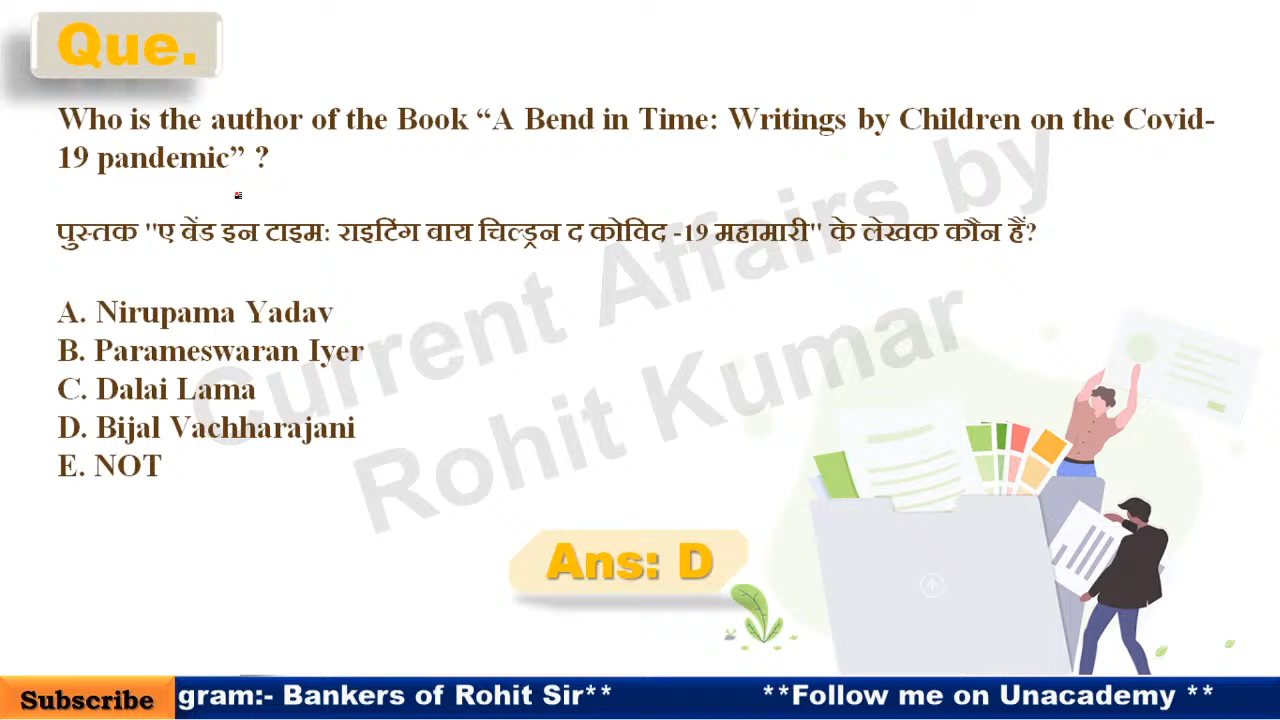 Que.
Who is the author of the Book “A Bend in Time: Writings by Children on the Covid-
19 pandemic” ?
पुस्तक "ए बेंड इन टाइम: राइटिंग बाय चिल्ड्रन द कोविद -19 महामारी" के लेखक कौन हैं?
A. Nirupama Yadav
B. Parameswaran Iyer
C. Dalai Lama
D. Bijal Vachharajani
E. NOT
Current Affairs by
Rohit Kumar
Ans: D
Subscribe
gram:- Bankers of Rohit Sir** **Follow me on Unacademy **